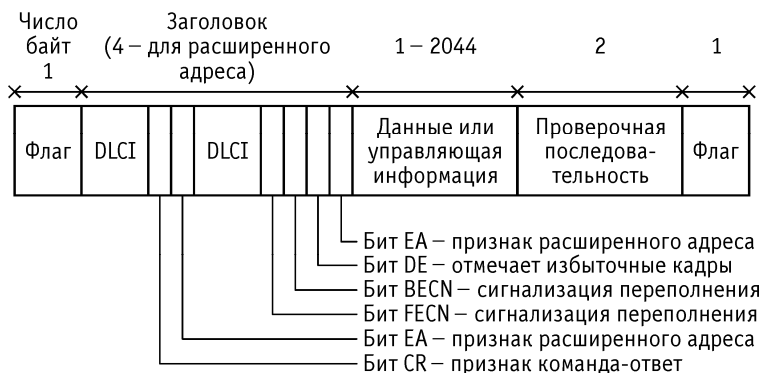 Число
байт
1
Заголовок
(4 – для расширенного
адреса)
1 – 2044
2
1
Флаг
DLCI
DLCI
Данные или
управляющая
информация
Проверочная
последова-
тельность
Флаг
Бит EA – признак расширенного адреса
Бит DE – отмечает избыточные кадры
Бит BECN – сигнализация переполнения
Бит FECN – сигнализация переполнения
Бит EA – признак расширенного адреса
Бит CR – признак команда-ответ